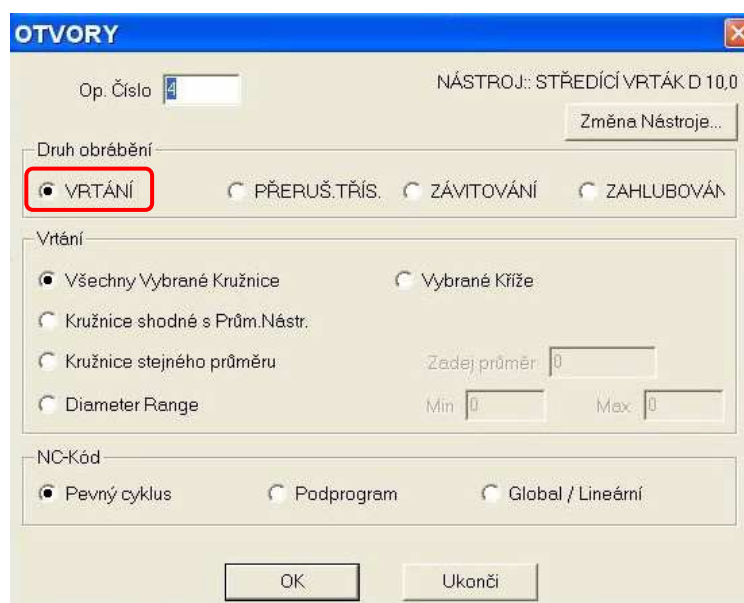 OTVORY
Op. Číslo 4
NÁSTROJ:: STŘEDÍCÍ VRTÁK D 10,0
Změna Nástroje...
Druh obrábění
VRTÁNÍ PŘERUŠ.TŘÍS. ZÁVITOVÁNÍ ZAHLUBOVÁN
Vrtání
Všechny Vybrané Kružnice Vybrané Kříže
Kružnice shodné s Prům.Nástr.
Kružnice stejného průměru Zadej průměr 0
Diameter Range Min 0 Max 0
NC-Kód
Pevný cyklus Podprogram Global / Lineární
OK Ukonči